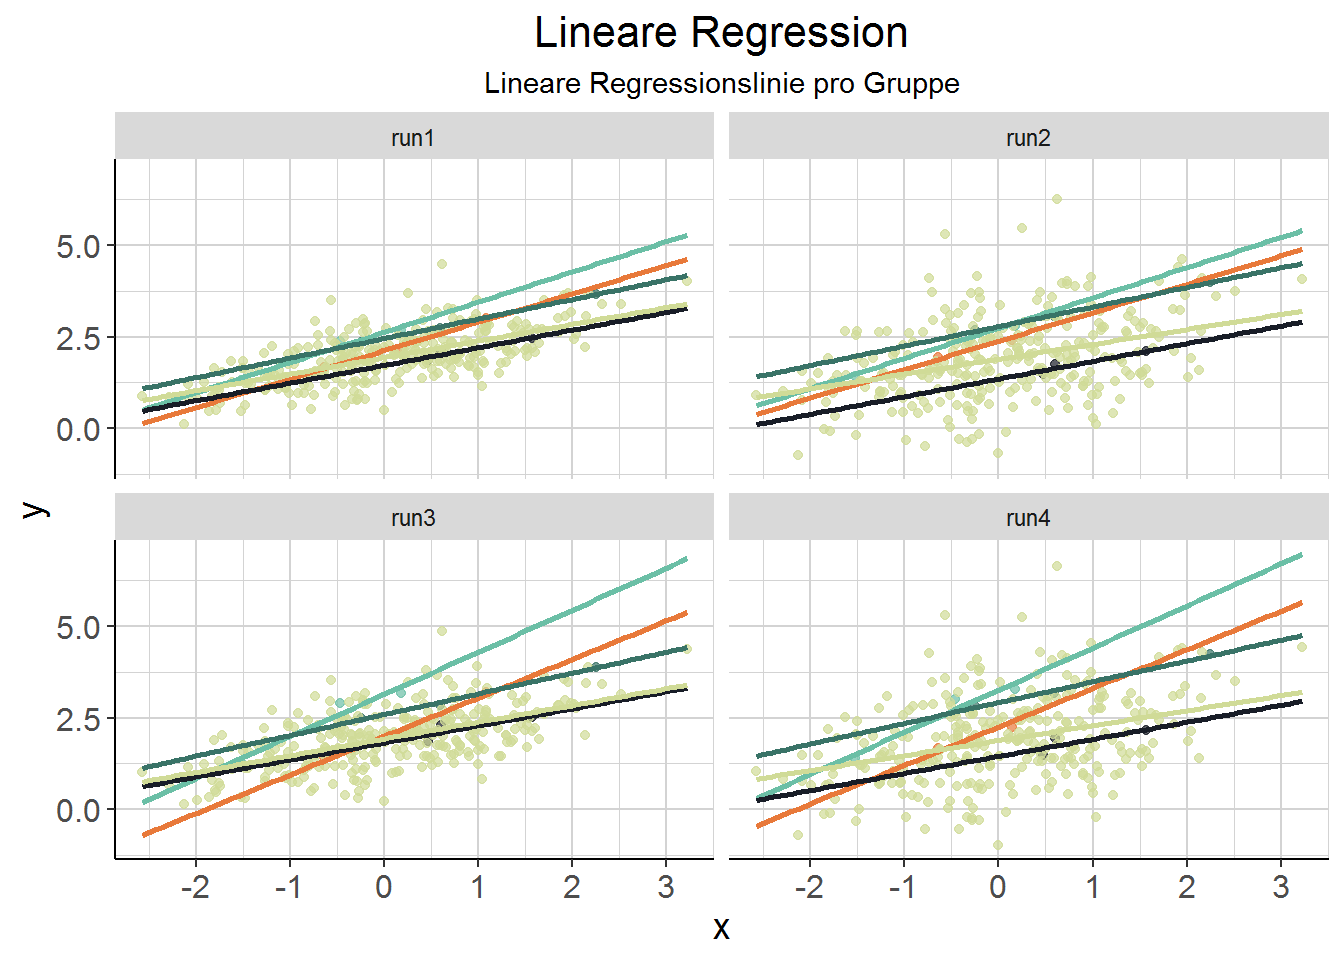 Lineare Regression
Lineare Regressionslinie pro Gruppe
run1
run2
5.0
2.5
0.0
y
run3
run4
5.0
2.5
0.0
-2 -1 0 1 2 3
-2 -1 0 1 2 3
x